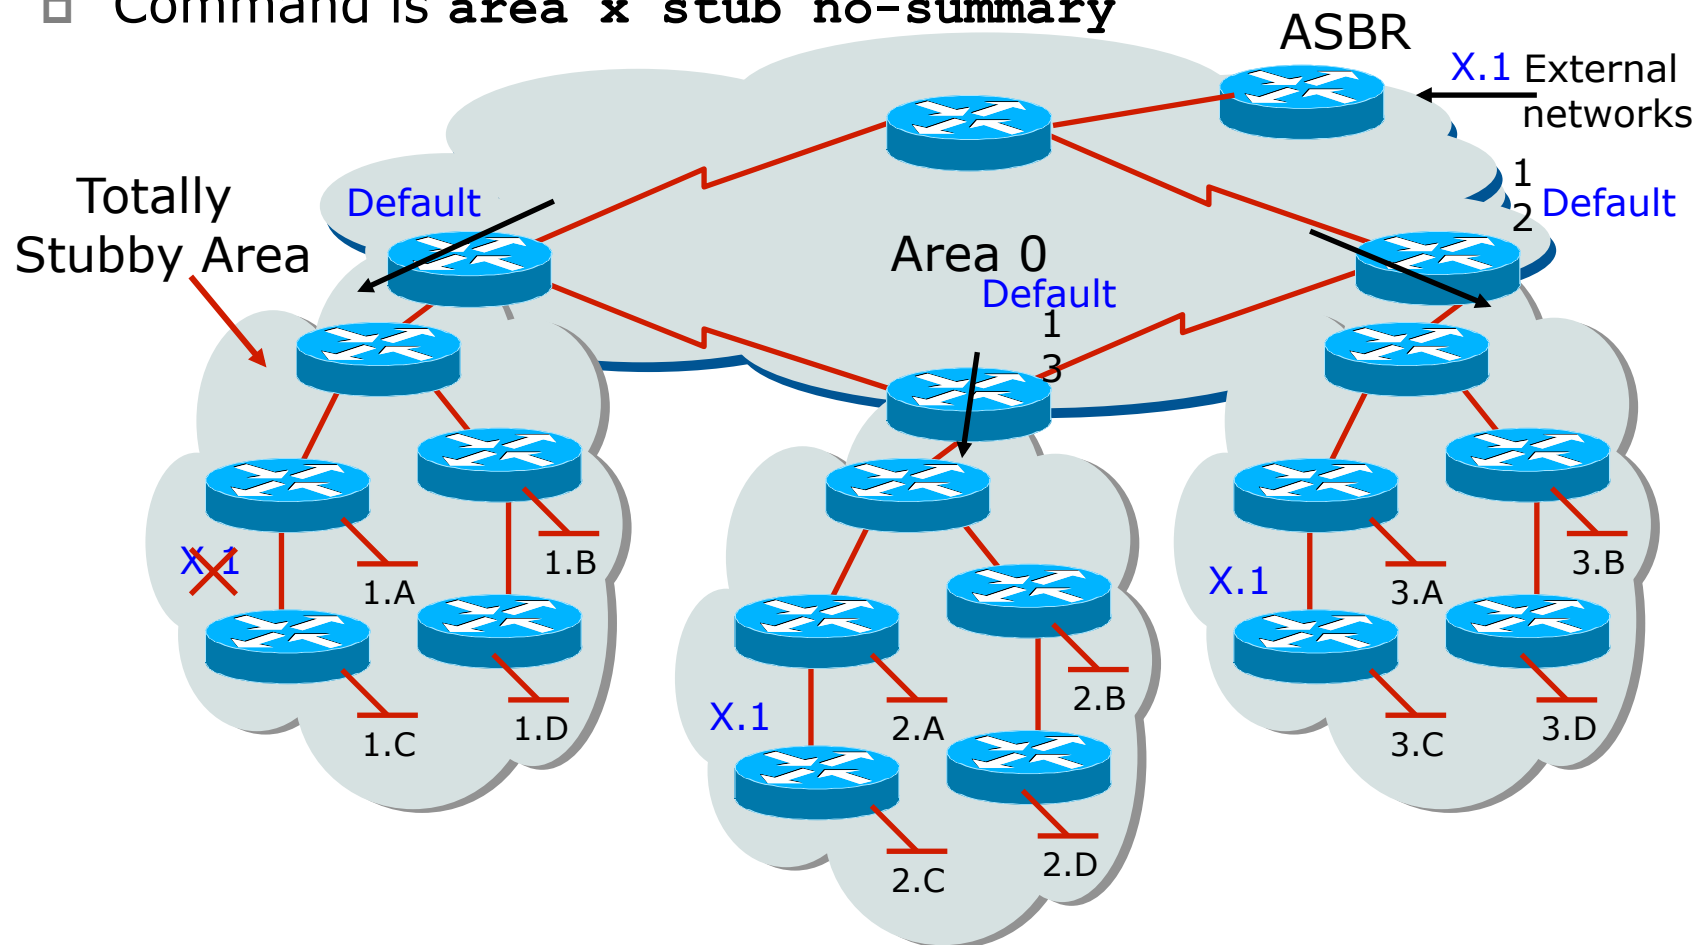 Command is area x stub no-summary
ASBR
X.1 External
networks
Totally
Stubby Area
Default
1
2
Default
Area 0
Default
1
3
X.1
1.A
1.B
1.C
1.D
X.1
2.A
2.B
2.C
2.D
X.1
3.A
3.B
3.C
3.D